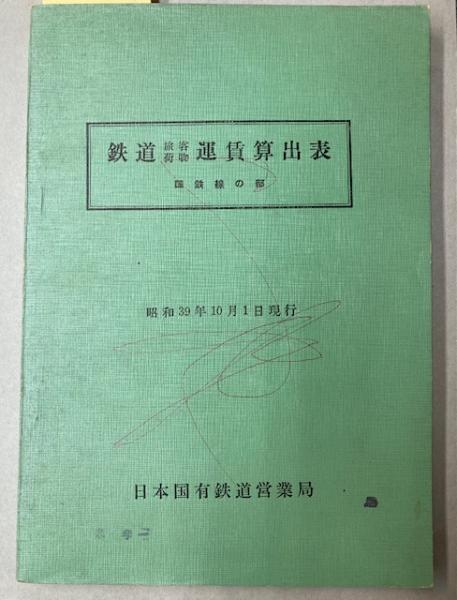 鉄道旅客荷物運賃算出表
国鉄線の部
昭和39年10月1日現行
日本国有鉄道営業局